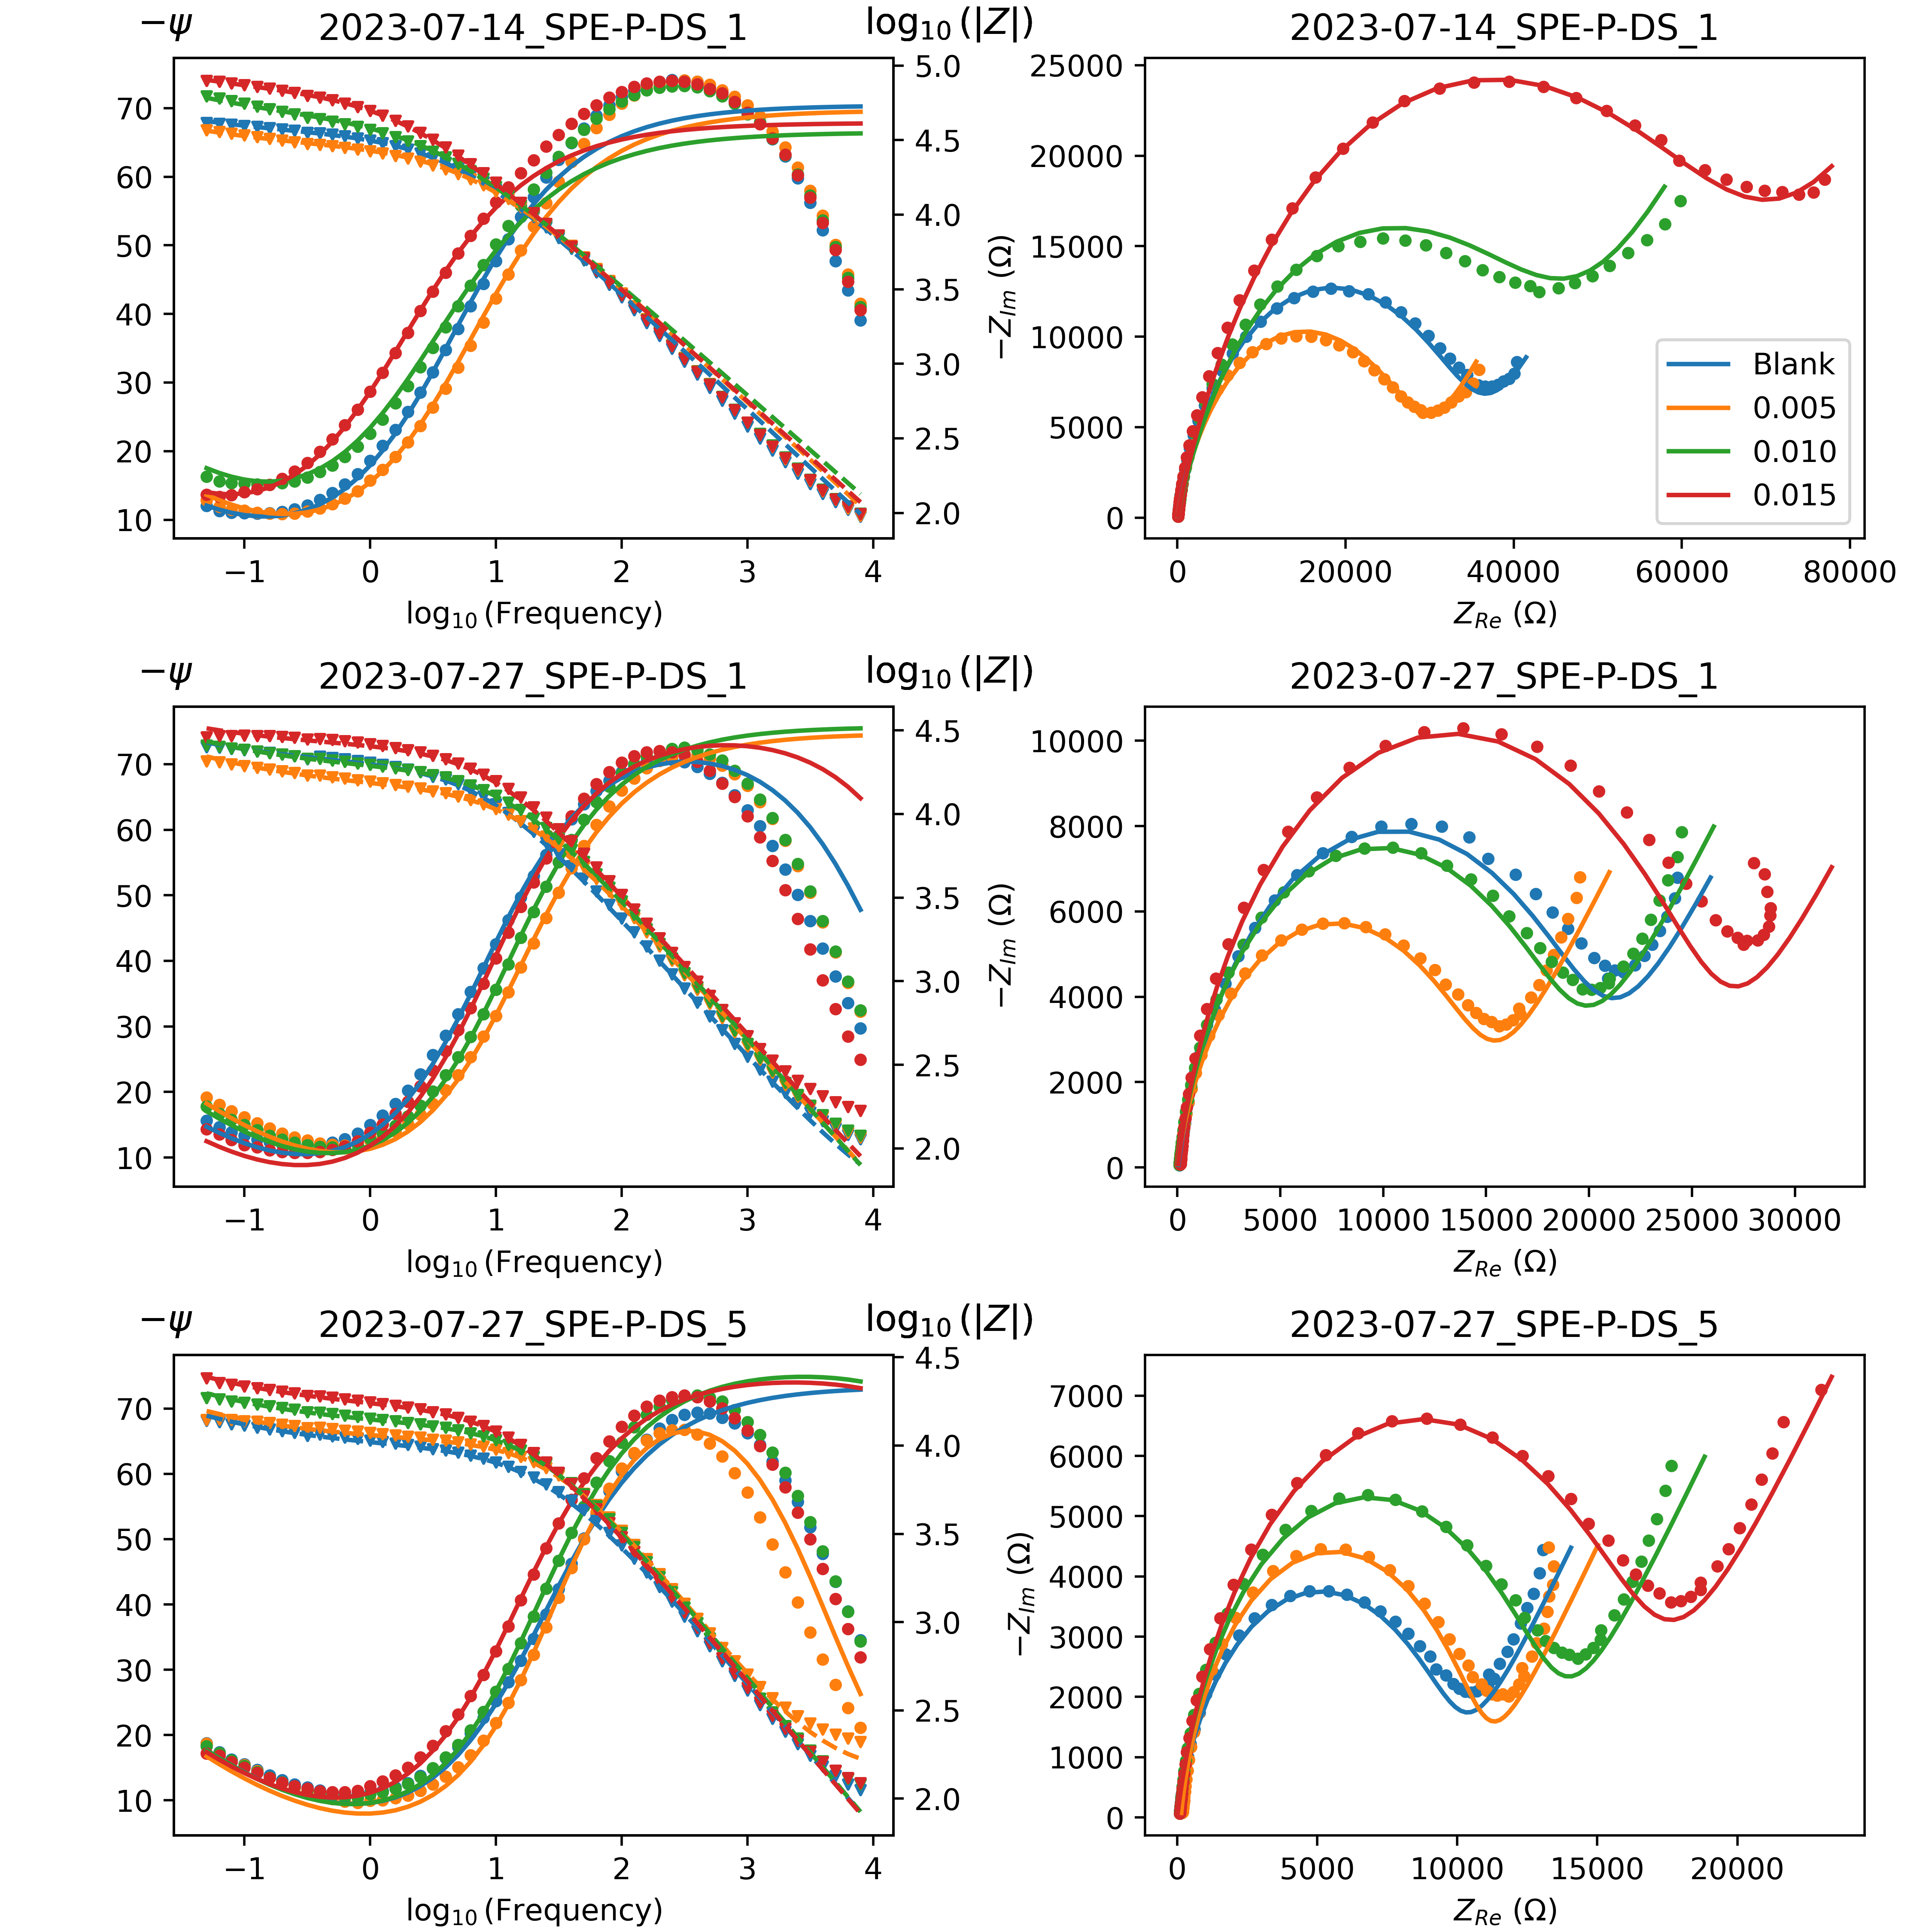 −ψ 2023-07-14_SPE-P-DS_1 log₁₀(|Z|)
70
60
50
40
30
20
10
5.0
4.5
4.0
3.5
3.0
2.5
2.0
−1 0 1 2 3 4
log₁₀(Frequency)
2023-07-14_SPE-P-DS_1
−Z_Im (Ω)
25000
20000
15000
10000
5000
0
Blank
0.005
0.010
0.015
0 20000 40000 60000 80000
Z_Re (Ω)
−ψ 2023-07-27_SPE-P-DS_1 log₁₀(|Z|)
70
60
50
40
30
20
10
4.5
4.0
3.5
3.0
2.5
2.0
−1 0 1 2 3 4
log₁₀(Frequency)
2023-07-27_SPE-P-DS_1
−Z_Im (Ω)
10000
8000
6000
4000
2000
0
0 5000 10000 15000 20000 25000 30000
Z_Re (Ω)
−ψ 2023-07-27_SPE-P-DS_5 log₁₀(|Z|)
70
60
50
40
30
20
10
4.5
4.0
3.5
3.0
2.5
2.0
−1 0 1 2 3 4
log₁₀(Frequency)
2023-07-27_SPE-P-DS_5
−Z_Im (Ω)
7000
6000
5000
4000
3000
2000
1000
0
0 5000 10000 15000 20000
Z_Re (Ω)